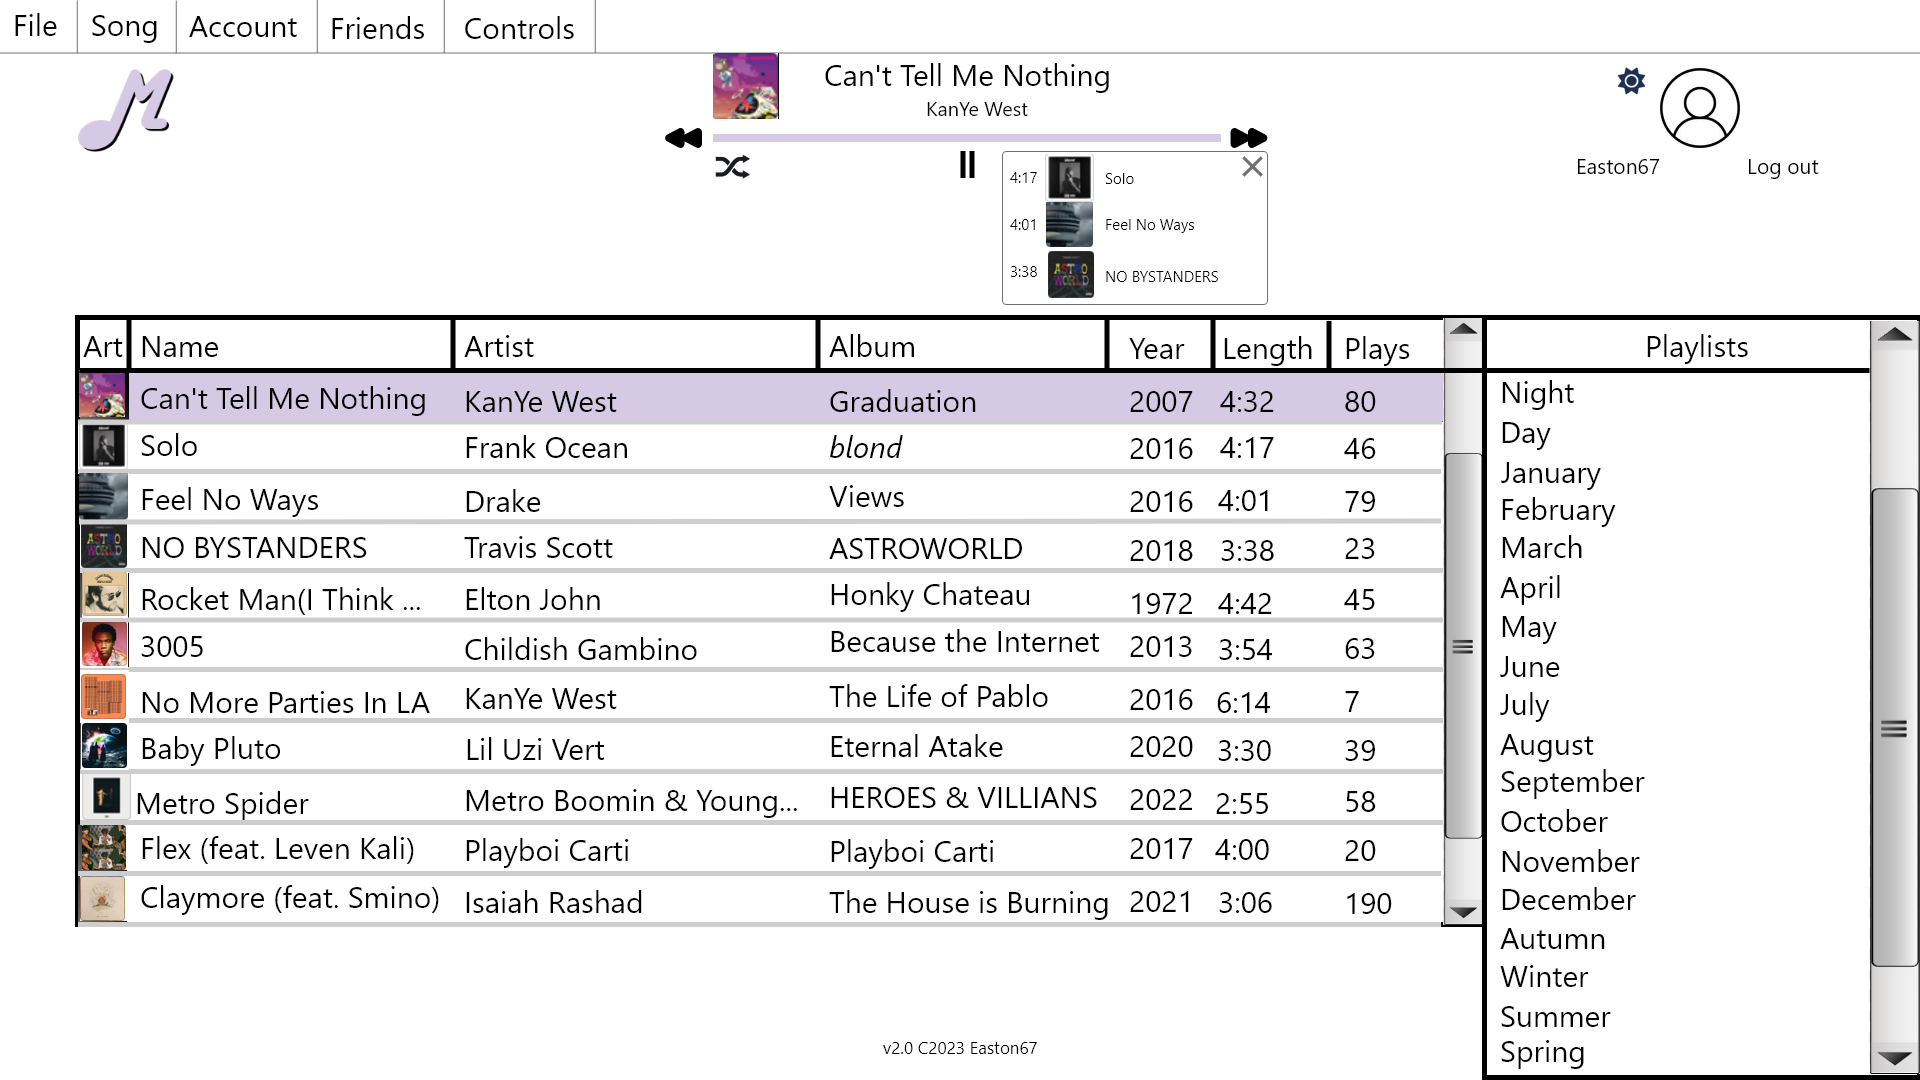 File Song Account Friends Controls
M
Can't Tell Me Nothing
KanYe West
Easton67 Log out
4:17 Solo
4:01 Feel No Ways
3:38 NO BYSTANDERS
Art Name Artist Album Year Length Plays
Can't Tell Me Nothing KanYe West Graduation 2007 4:32 80
Solo Frank Ocean blond 2016 4:17 46
Feel No Ways Drake Views 2016 4:01 79
NO BYSTANDERS Travis Scott ASTROWORLD 2018 3:38 23
Rocket Man(I Think ... Elton John Honky Chateau 1972 4:42 45
3005 Childish Gambino Because the Internet 2013 3:54 63
No More Parties In LA KanYe West The Life of Pablo 2016 6:14 7
Baby Pluto Lil Uzi Vert Eternal Atake 2020 3:30 39
Metro Spider Metro Boomin & Young... HEROES & VILLIANS 2022 2:55 58
Flex (feat. Leven Kali) Playboi Carti Playboi Carti 2017 4:00 20
Claymore (feat. Smino) Isaiah Rashad The House is Burning 2021 3:06 190
Playlists
Night
Day
January
February
March
April
May
June
July
August
September
October
November
December
Autumn
Winter
Summer
Spring
v2.0 C2023 Easton67